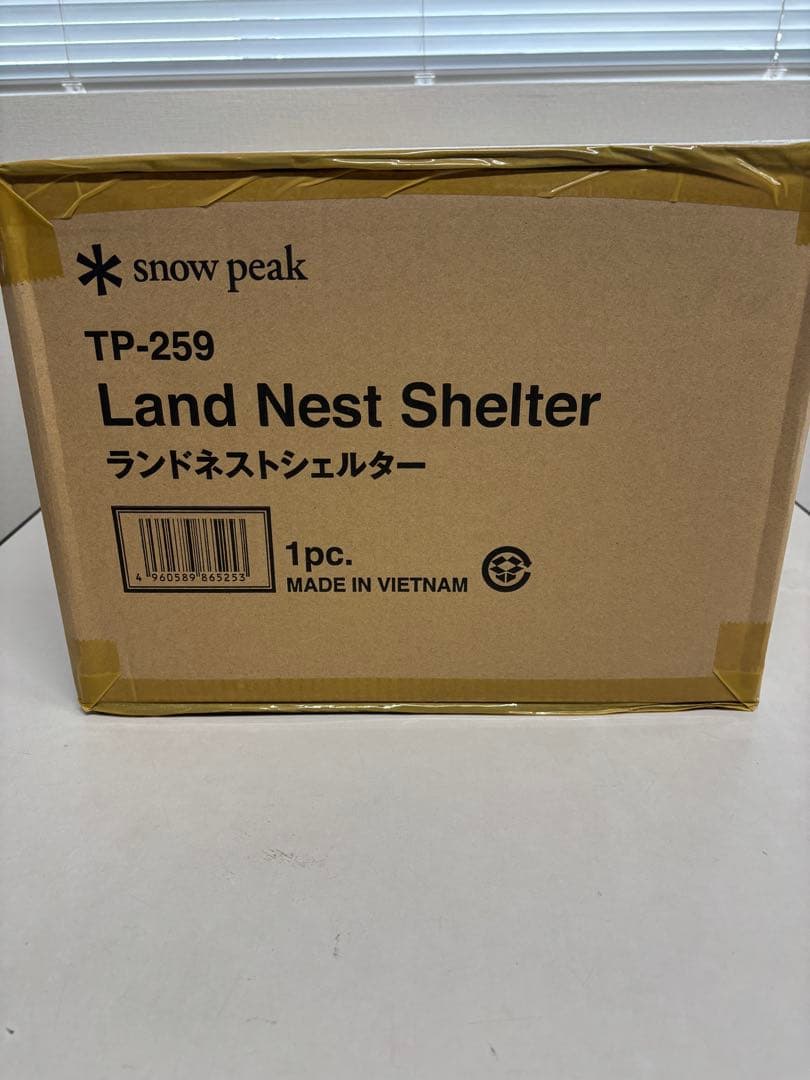 snow peak
TP-259
Land Nest Shelter
ランドネストシェルター
1pc.
4 960589 865253
MADE IN VIETNAM